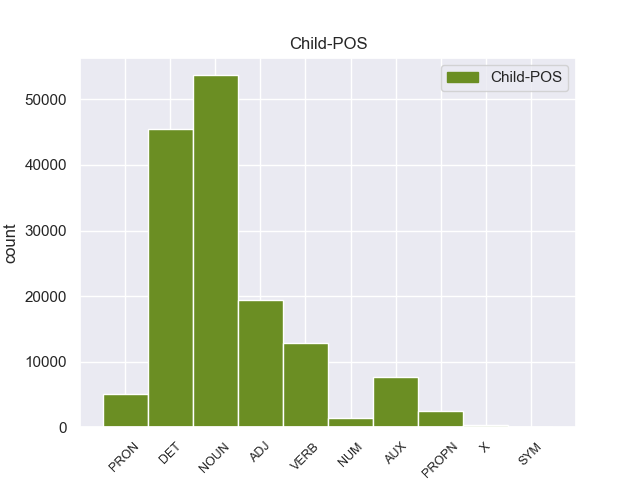 Child-POS
Child-POS
50000
40000
30000
20000
10000
0
count
PRON DET NOUN ADJ VERB NUM AUX PROPN X SYM